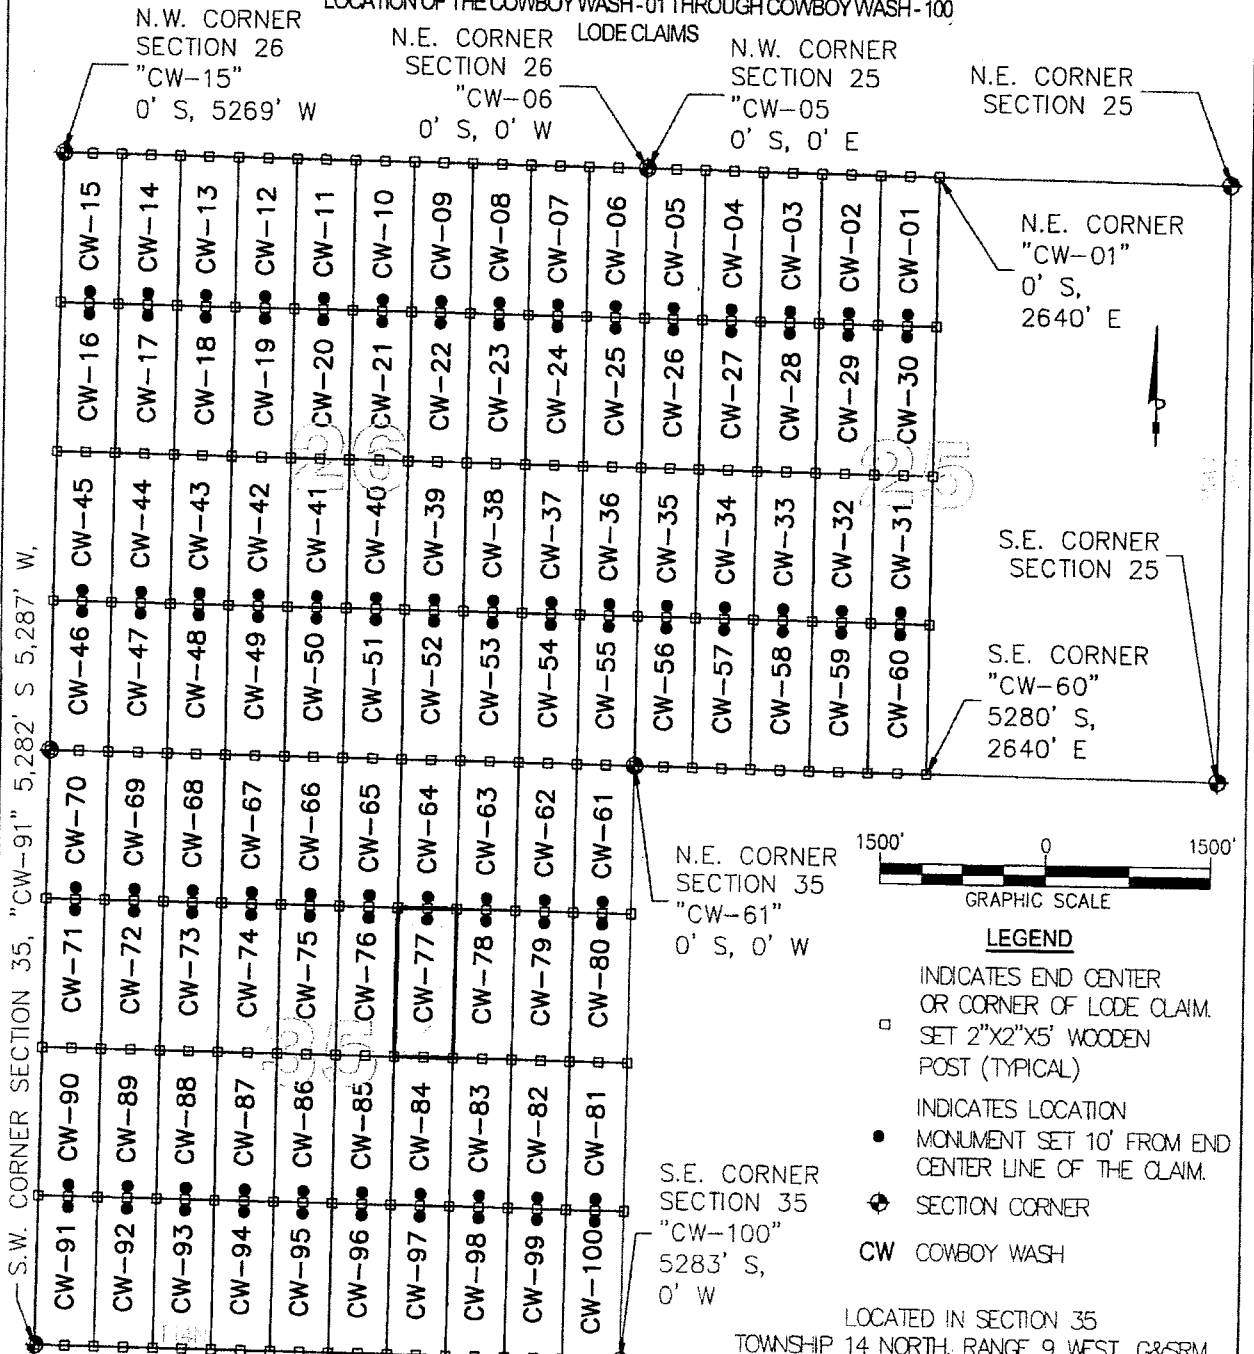 LOCATION OF THE COWBOY WASH-01 THROUGH COWBOY WASH-100
LODE CLAIMS
N.W. CORNER
SECTION 26
"CW-15"
0' S, 5269' W
N.E. CORNER
SECTION 26
"CW-06
0' S, 0' W
N.W. CORNER
SECTION 25
"CW-05
0' S, 0' E
N.E. CORNER
SECTION 25
CW-15 CW-14 CW-13 CW-12 CW-11 CW-10 CW-09 CW-08 CW-07 CW-06 CW-05 CW-04 CW-03 CW-02 CW-01
N.E. CORNER
"CW-01"
0' S,
2640' E
CW-16 CW-17 CW-18 CW-19 CW-20 CW-21 CW-22 CW-23 CW-24 CW-25 CW-26 CW-27 CW-28 CW-29 CW-30
26
25
CW-45 CW-44 CW-43 CW-42 CW-41 CW-40 CW-39 CW-38 CW-37 CW-36 CW-35 CW-34 CW-33 CW-32 CW-31
S.E. CORNER
SECTION 25
CW-46 CW-47 CW-48 CW-49 CW-50 CW-51 CW-52 CW-53 CW-54 CW-55 CW-56 CW-57 CW-58 CW-59 CW-60
S.E. CORNER
"CW-60"
5280' S,
2640' E
CW-70 CW-69 CW-68 CW-67 CW-66 CW-65 CW-64 CW-63 CW-62 CW-61
N.E. CORNER
SECTION 35
"CW-61"
0' S, 0' W
CW-71 CW-72 CW-73 CW-74 CW-75 CW-76 CW-77 CW-78 CW-79 CW-80
35
CW-90 CW-89 CW-88 CW-87 CW-86 CW-85 CW-84 CW-83 CW-82 CW-81
CW-91 CW-92 CW-93 CW-94 CW-95 CW-96 CW-97 CW-98 CW-99 CW-100
S.E. CORNER
SECTION 35
"CW-100"
5283' S,
0' W
S.W. CORNER SECTION 35, "CW-91" 5,282' S 5,287' W,
1500' 0 1500'
GRAPHIC SCALE
LEGEND
INDICATES END CENTER
OR CORNER OF LODE CLAIM.
SET 2"X2"X5' WOODEN
POST (TYPICAL)
INDICATES LOCATION
MONUMENT SET 10' FROM END
CENTER LINE OF THE CLAIM.
SECTION CORNER
CW COWBOY WASH
LOCATED IN SECTION 35
TOWNSHIP 14 NORTH, RANGE 9 WEST, G&SRM